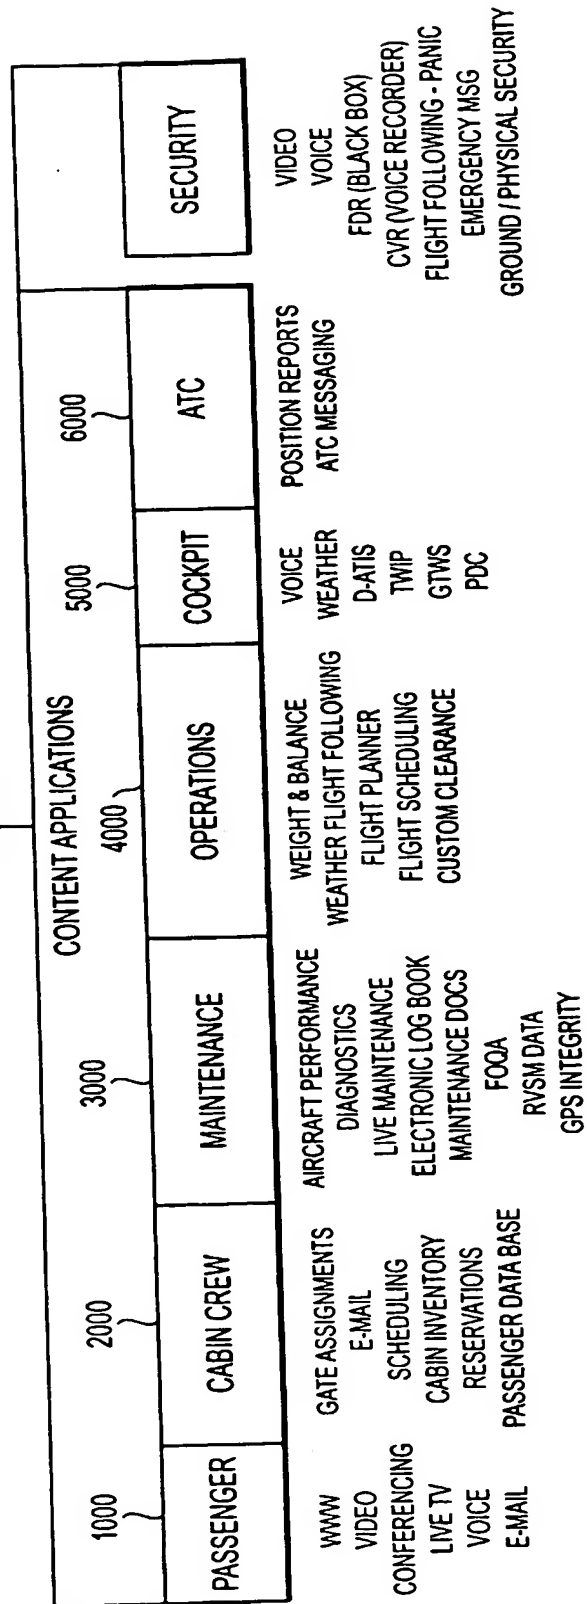 CONTENT APPLICATIONS
1000
PASSENGER
WWW
VIDEO
CONFERENCING
LIVE TV
VOICE
E-MAIL
2000
CABIN CREW
GATE ASSIGNMENTS
E-MAIL
SCHEDULING
CABIN INVENTORY
RESERVATIONS
PASSENGER DATA BASE
3000
MAINTENANCE
AIRCRAFT PERFORMANCE
DIAGNOSTICS
LIVE MAINTENANCE
ELECTRONIC LOG BOOK
MAINTENANCE DOCS
FOQA
RVSM DATA
GPS INTEGRITY
4000
OPERATIONS
WEIGHT & BALANCE
WEATHER FLIGHT FOLLOWING
FLIGHT PLANNER
FLIGHT SCHEDULING
CUSTOM CLEARANCE
5000
COCKPIT
VOICE
WEATHER
D-ATIS
TWIP
GTWS
PDC
6000
ATC
POSITION REPORTS
ATC MESSAGING
SECURITY
VIDEO
VOICE
FDR (BLACK BOX)
CVR (VOICE RECORDER)
FLIGHT FOLLOWING - PANIC
EMERGENCY MSG
GROUND / PHYSICAL SECURITY